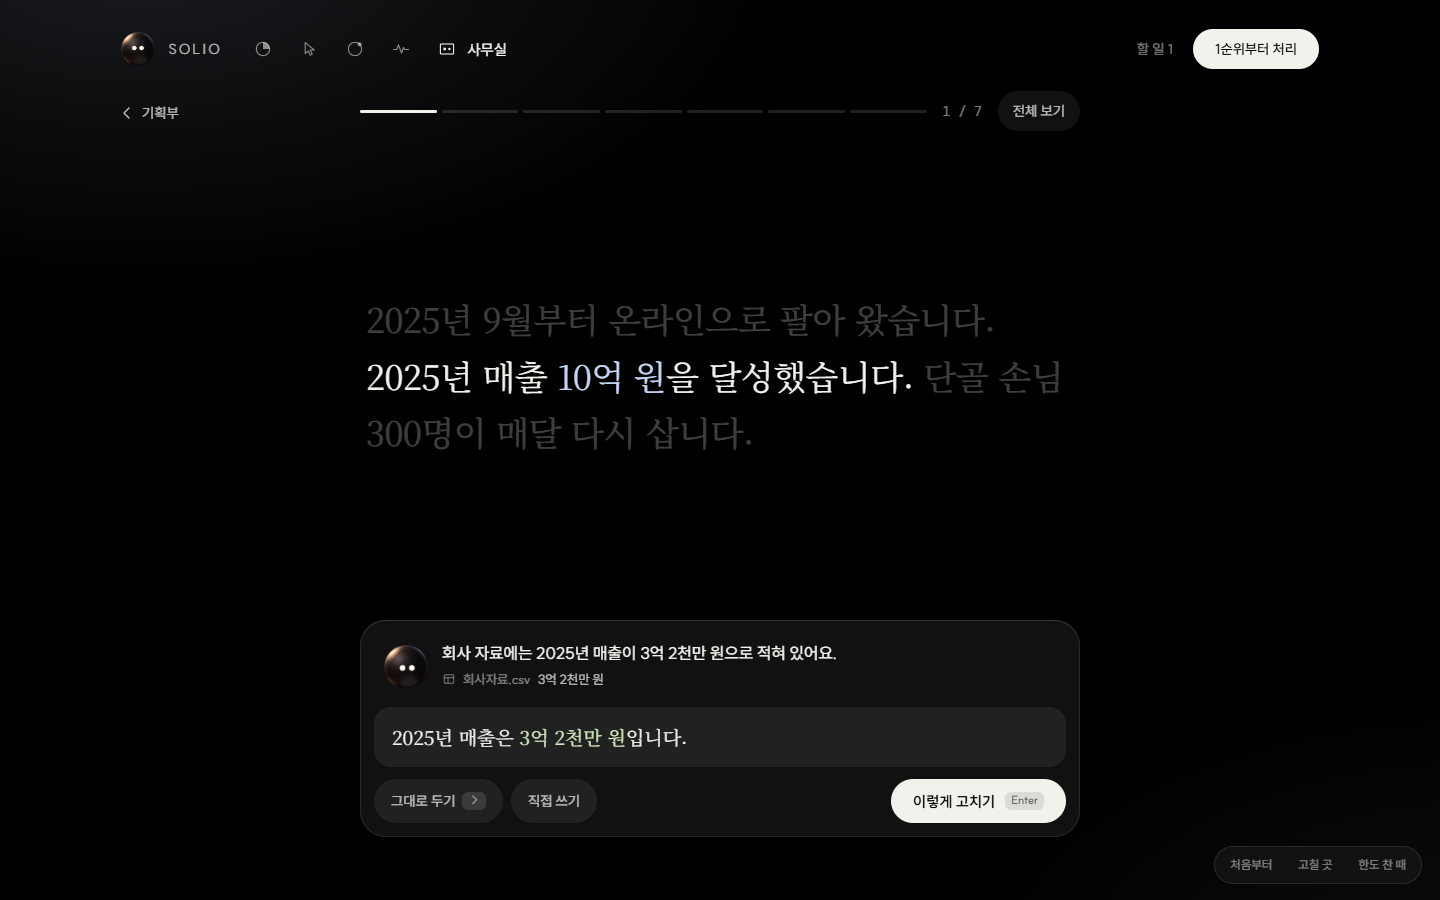 SOLIO
사무실
할 일 1
1순위부터 처리
기획부
1 / 7
전체 보기
2025년 9월부터 온라인으로 팔아 왔습니다.
2025년 매출 10억 원을 달성했습니다. 단골 손님
300명이 매달 다시 삽니다.
회사 자료에는 2025년 매출이 3억 2천만 원으로 적혀 있어요.
회사자료.csv 3억 2천만 원
2025년 매출은 3억 2천만 원입니다.
그대로 두기
직접 쓰기
이렇게 고치기 Enter
처음부터
고칠 곳
한도 찬 때